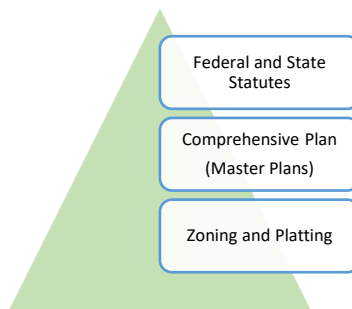 Federal and State
Statutes
Comprehensive Plan
(Master Plans)
Zoning and Platting